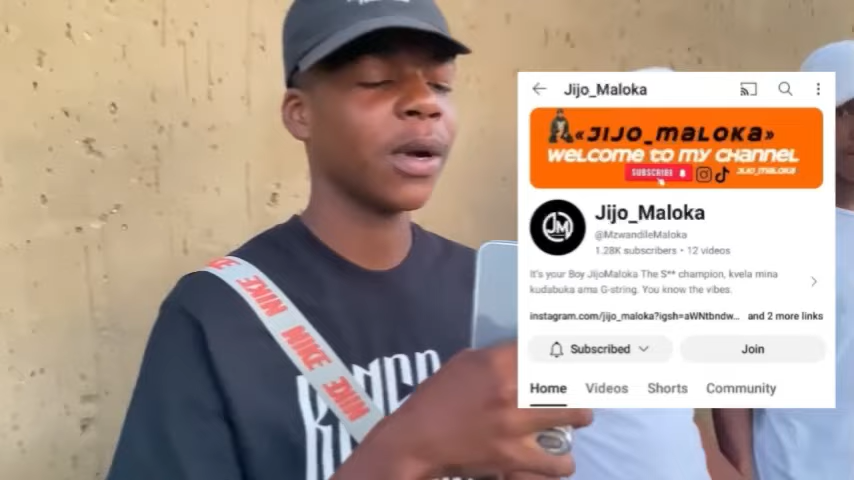 Jijo_Maloka
«JIJO_MALOKA»
WELCOME TO MY CHANNEL
SUBSCRIBE
JIJO_MALOKA
JM
Jijo_Maloka
@MzwandileMaloka
1.28K subscribers • 12 videos
It's your Boy JijoMaloka The S** champion, kvela mina
kudabuka ama G-string. You know the vibes.
instagram.com/jijo_maloka?igsh=aWNtbndw... and 2 more links
Subscribed
Join
Home Videos Shorts Community
NIKE
NIKE
NIKE
NIKE